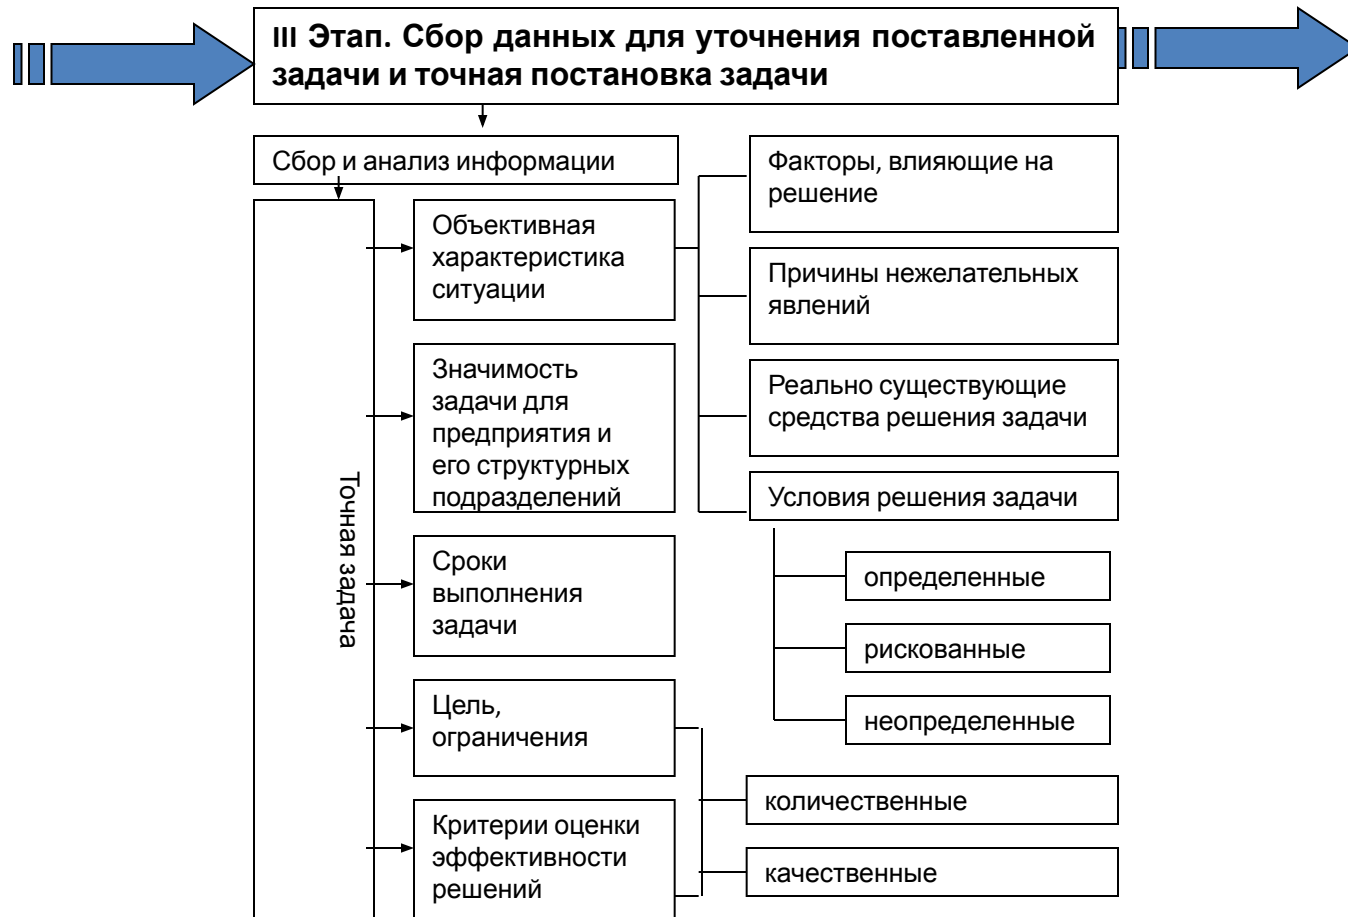 III Этап. Сбор данных для уточнения поставленной
задачи и точная постановка задачи
Сбор и анализ информации
Точная задача
Объективная
характеристика
ситуации
Значимость
задачи для
предприятия и
его структурных
подразделений
Сроки
выполнения
задачи
Цель,
ограничения
Критерии оценки
эффективности
решений
Факторы, влияющие на
решение
Причины нежелательных
явлений
Реально существующие
средства решения задачи
Условия решения задачи
определенные
рискованные
неопределенные
количественные
качественные